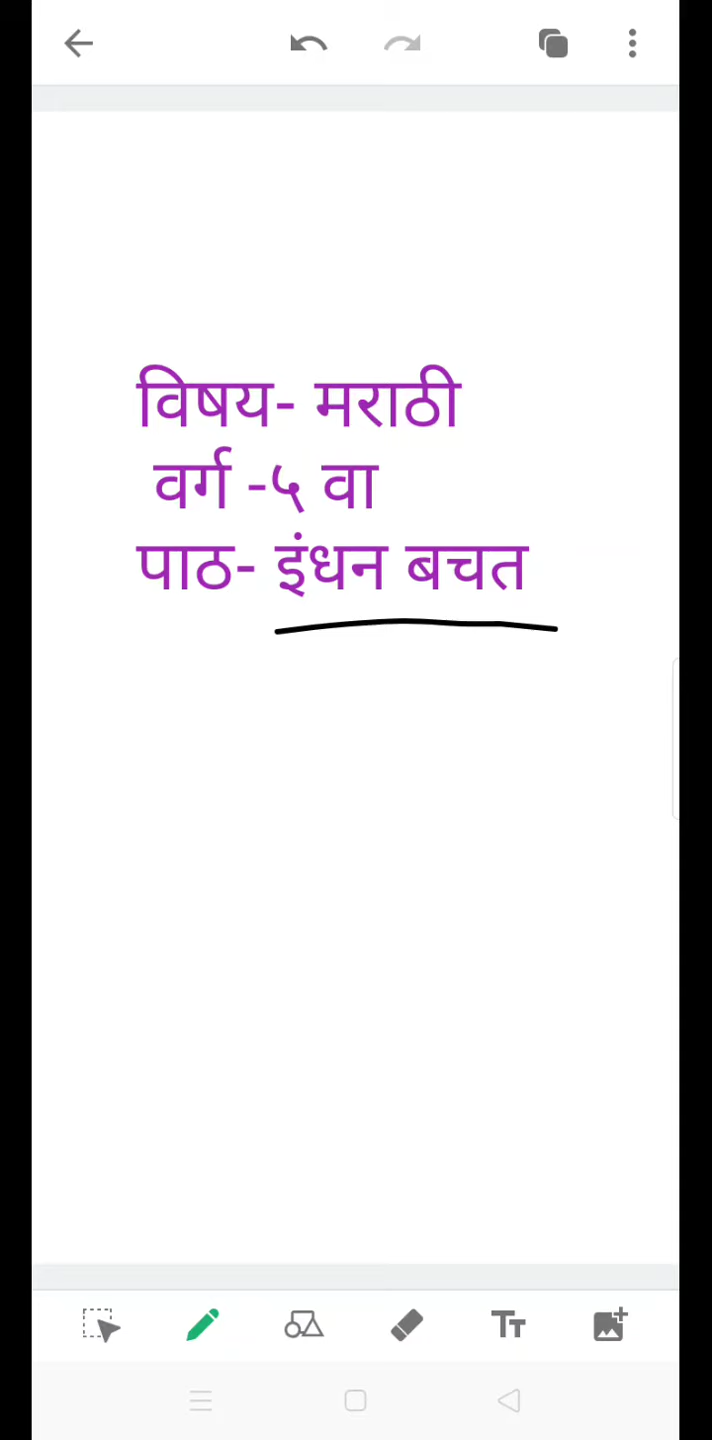 विषय- मराठी
वर्ग -५ वा
पाठ- इंधन बचत